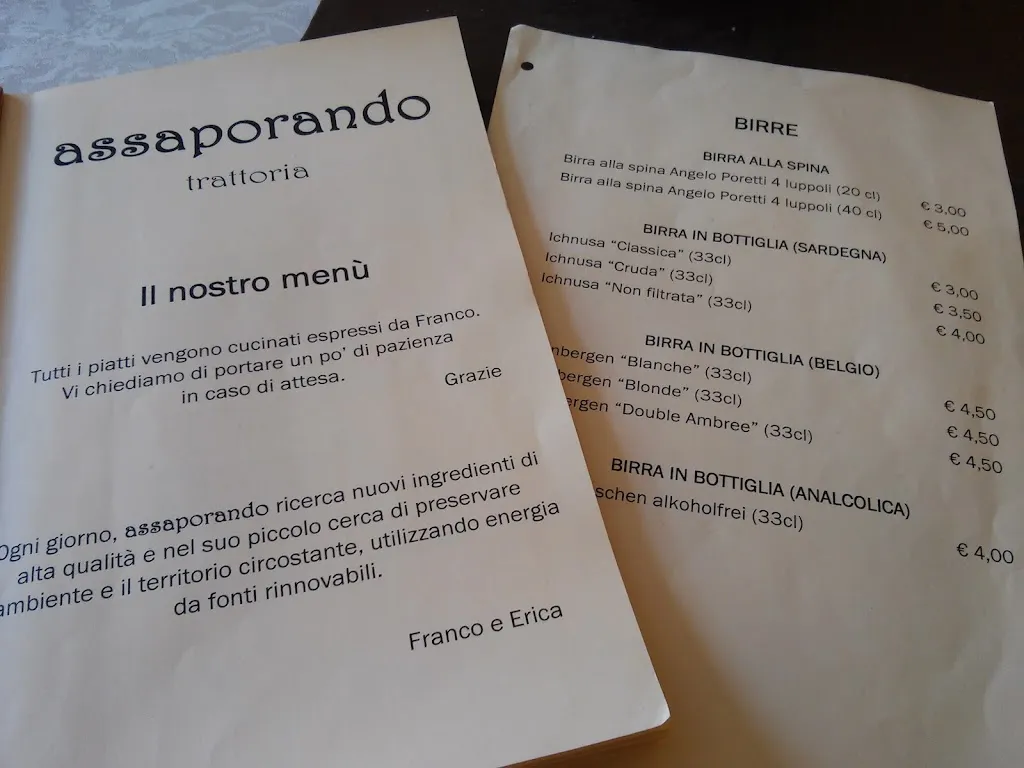 assaporando
trattoria
Il nostro menù
Tutti i piatti vengono cucinati espressi da Franco.
Vi chiediamo di portare un po' di pazienza
in caso di attesa.
Grazie
Ogni giorno, assaporando ricerca nuovi ingredienti di
alta qualità e nel suo piccolo cerca di preservare
ambiente e il territorio circostante, utilizzando energia
da fonti rinnovabili.
Franco e Erica
BIRRE
BIRRA ALLA SPINA
Birra alla spina Angelo Poretti 4 luppoli (20 cl) € 3,00
Birra alla spina Angelo Poretti 4 luppoli (40 cl) € 5,00
BIRRA IN BOTTIGLIA (SARDEGNA)
Ichnusa "Classica" (33cl) € 3,00
Ichnusa "Cruda" (33cl) € 3,50
Ichnusa "Non filtrata" (33cl) € 4,00
BIRRA IN BOTTIGLIA (BELGIO)
nbergen "Blanche" (33cl) € 4,50
bergen "Blonde" (33cl) € 4,50
ergen "Double Ambree" (33cl) € 4,50
BIRRA IN BOTTIGLIA (ANALCOLICA)
schen alkoholfrei (33cl) € 4,00